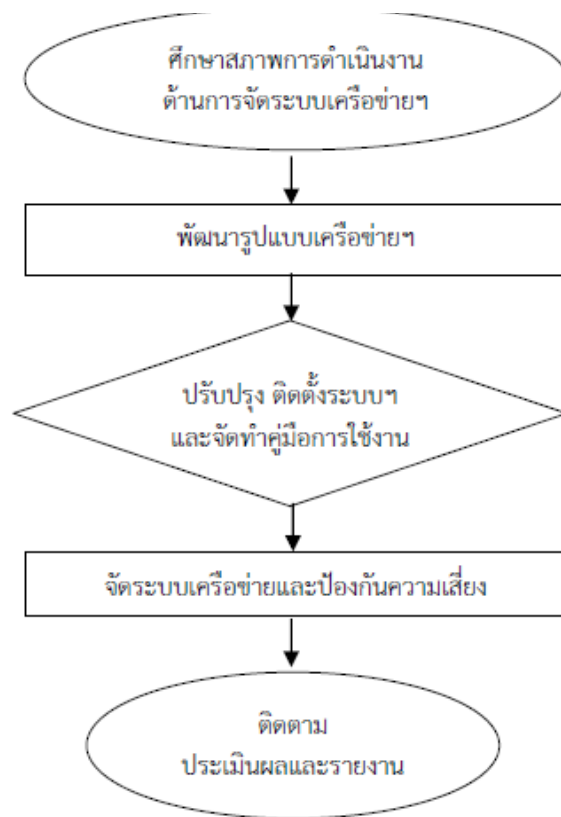 ศึกษาสภาพการดำเนินงาน
ด้านการจัดระบบเครือข่ายฯ
พัฒนารูปแบบเครือข่ายฯ
ปรับปรุง ติดตั้งระบบฯ
และจัดทำคู่มือการใช้งาน
จัดระบบเครือข่ายและป้องกันความเสี่ยง
ติดตาม
ประเมินผลและรายงาน